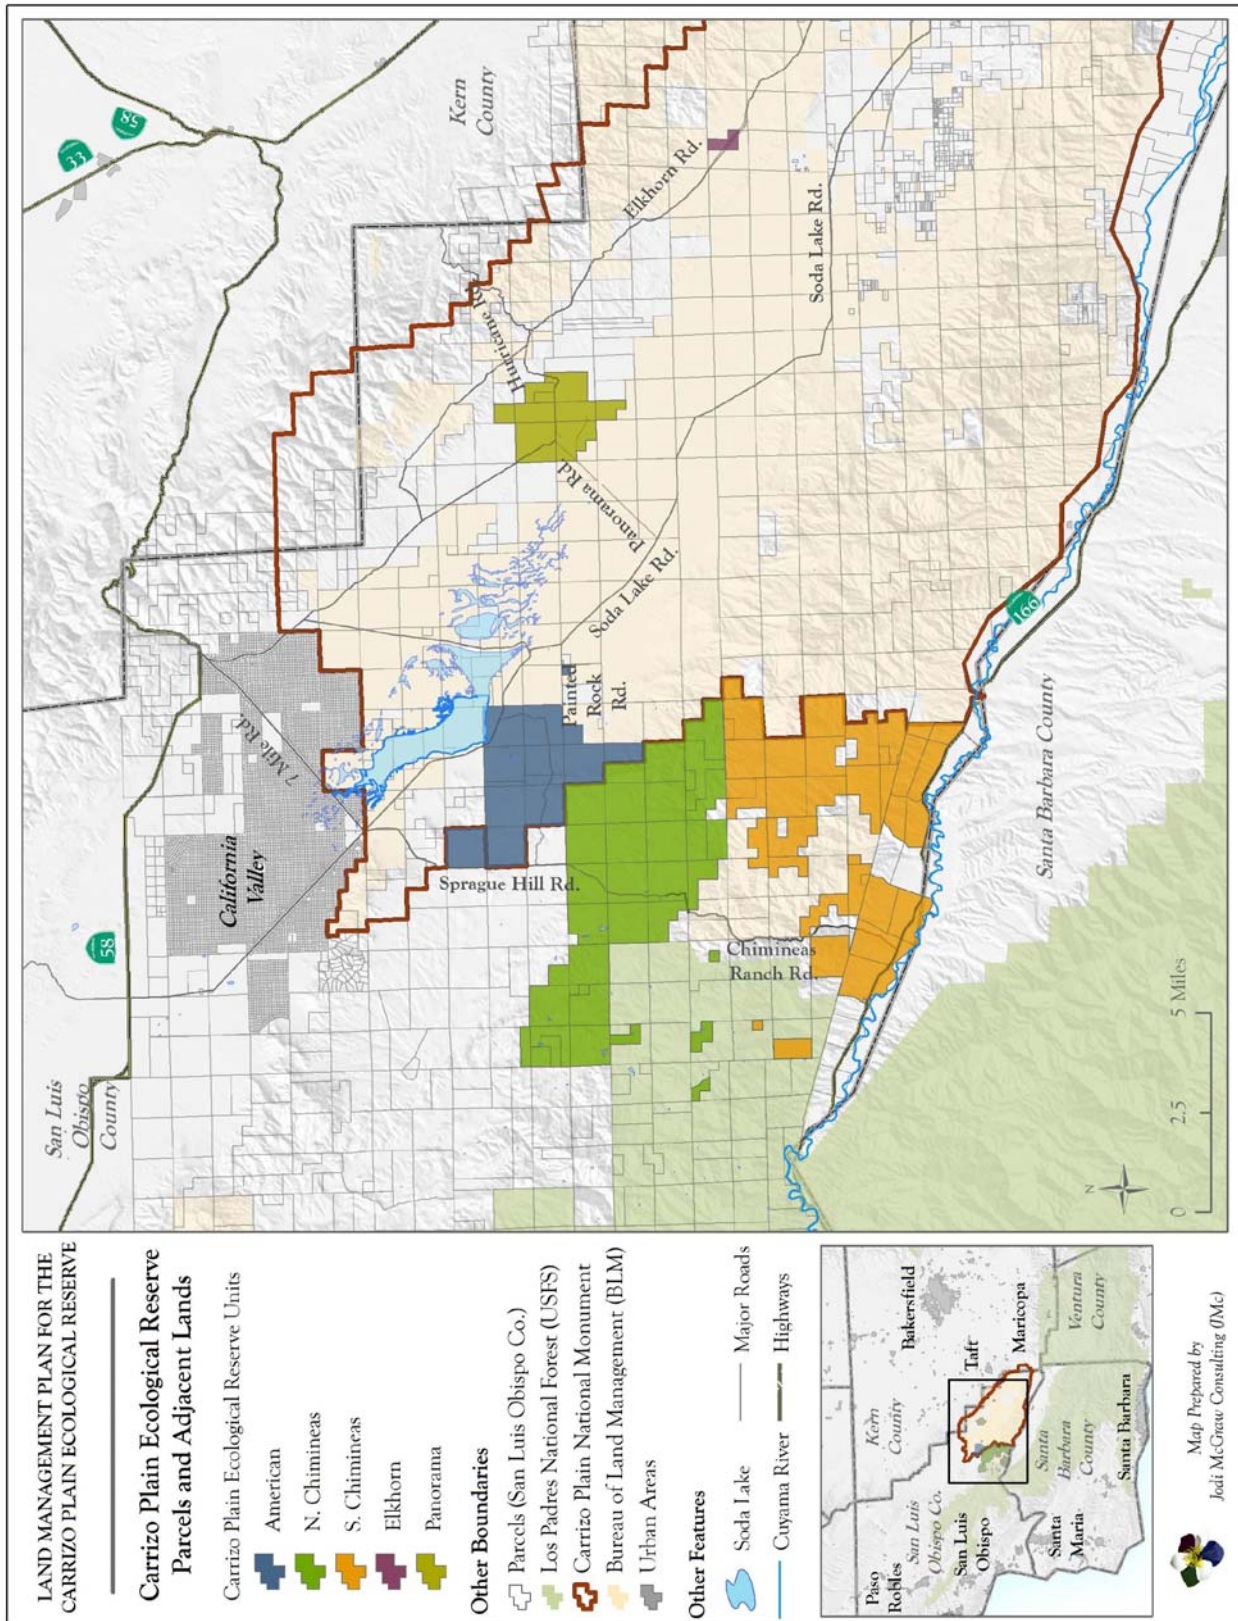 LAND MANAGEMENT PLAN FOR THE
CARRIZO PLAIN ECOLOGICAL RESERVE
Carrizo Plain Ecological Reserve
Parcels and Adjacent Lands
Carrizo Plain Ecological Reserve Units
American
N. Chimineas
S. Chimineas
Elkhorn
Panorama
Other Boundaries
Parcels (San Luis Obispo Co.)
Los Padres National Forest (USFS)
Carrizo Plain National Monument
Bureau of Land Management (BLM)
Urban Areas
Other Features
Soda Lake
Major Roads
Cuyama River
Highways
Paso
Robles
San Luis
Obispo Co.
San Luis
Obispo
Santa
Maria
Kern
County
Bakersfield
Taft
Maricopa
Santa
Barbara
County
Santa Barbara
Ventura
County
Map Prepared by
Jodi McGraw Consulting (JMc)
San Luis
Obispo
County
58
California
Valley
7 Mile Rd.
33
58
Kern
County
Sprague Hill Rd.
Painted
Rock
Rd.
Soda Lake Rd.
Panorama Rd.
Hurricane Rd.
Elkhorn Rd.
Soda Lake Rd.
Chimineas
Ranch Rd.
166
Santa Barbara County
N
0
2.5
5 Miles